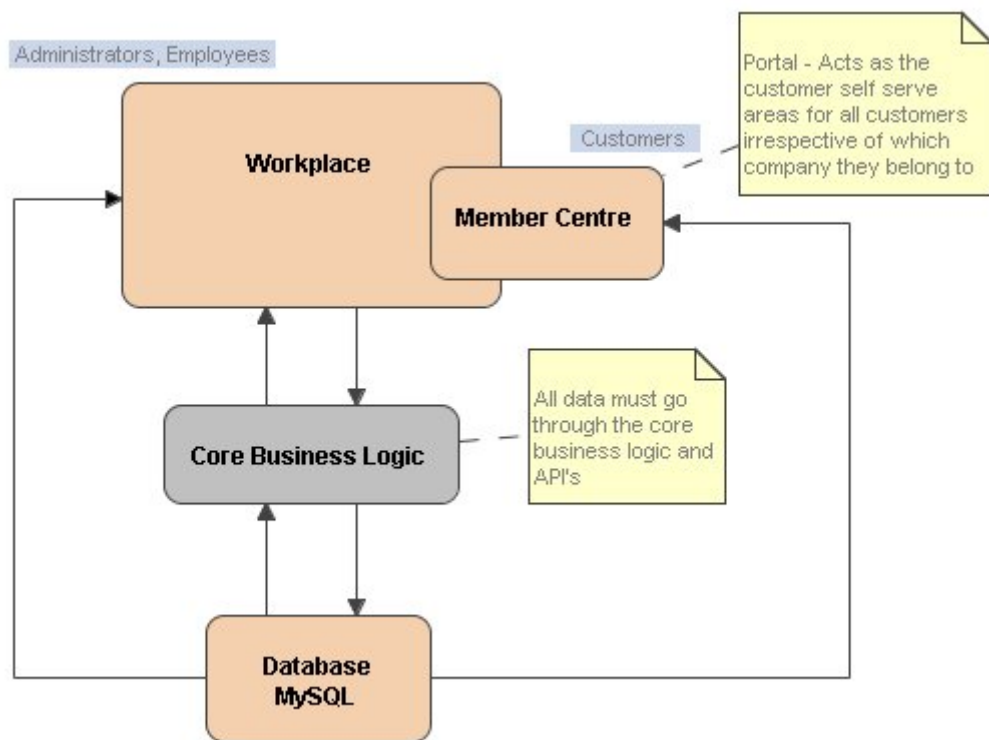 Administrators, Employees
Portal - Acts as the
customer self serve
areas for all customers
irrespective of which
company they belong to
Customers
Workplace
Member Centre
All data must go
through the core
business logic and
API's
Core Business Logic
Database
MySQL